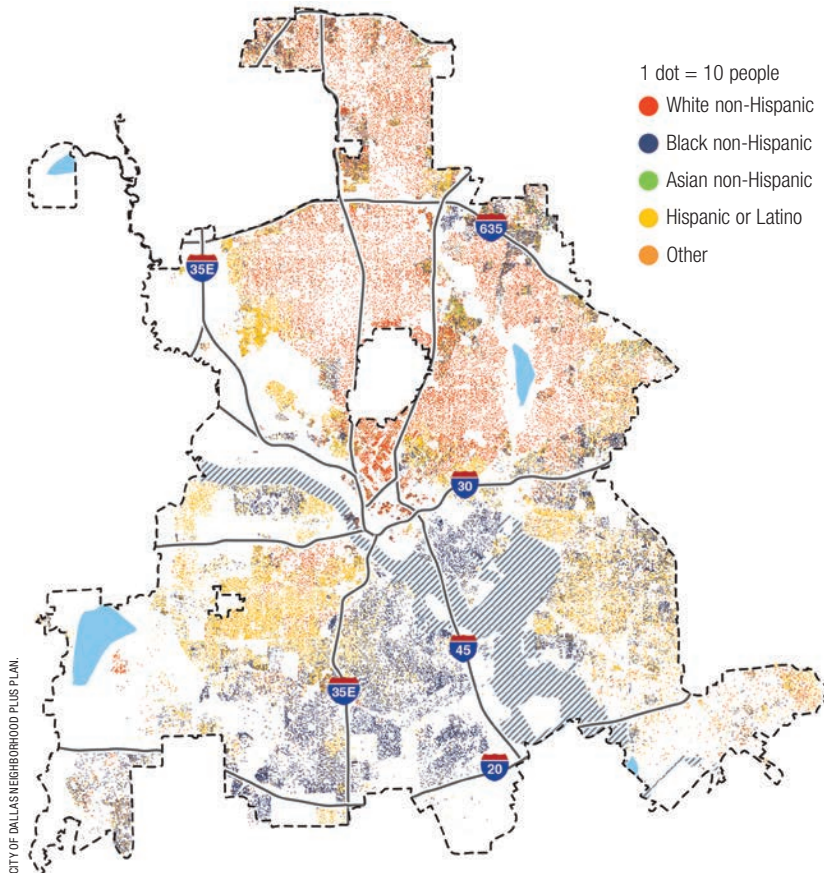 1 dot = 10 people
White non-Hispanic
Black non-Hispanic
Asian non-Hispanic
Hispanic or Latino
Other
635
35E
30
45
35E
20
CITY OF DALLAS NEIGHBORHOOD PLUS PLAN.